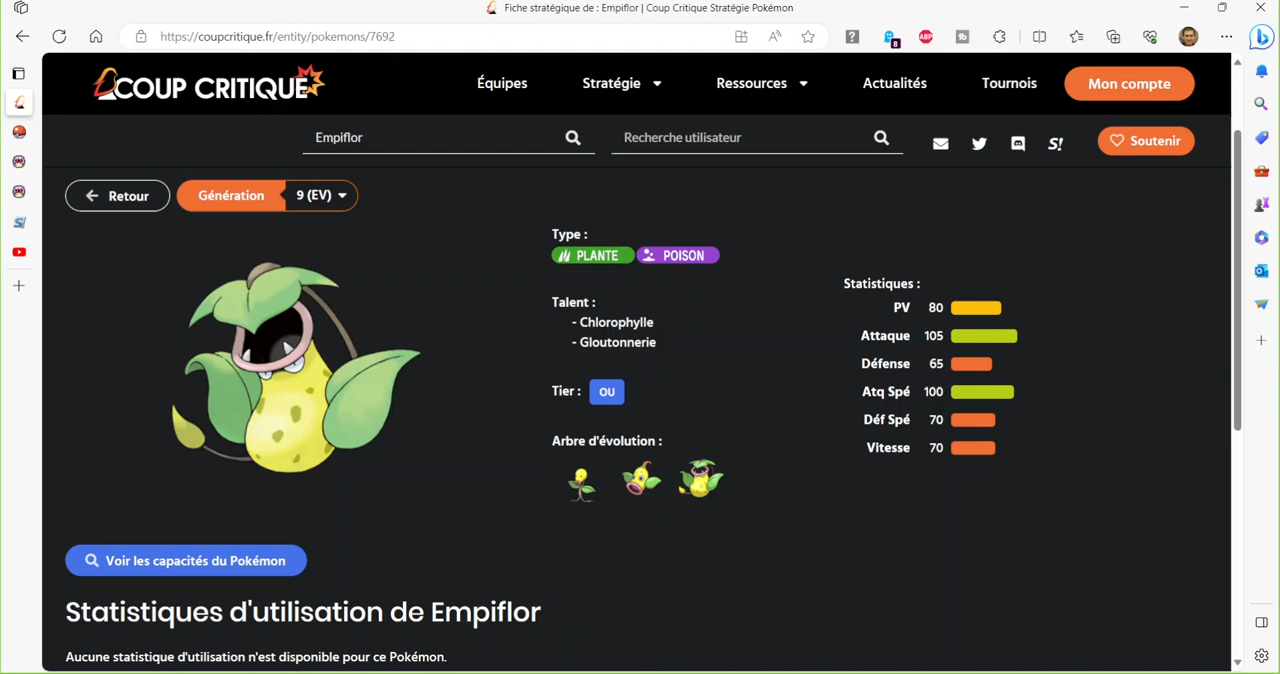 Fiche stratégique de : Empiflor | Coup Critique Stratégie Pokémon
https://coupcritique.fr/entity/pokemons/7692
8
ABP
COUP CRITIQUE
Équipes
Stratégie
Ressources
Actualités
Tournois
Mon compte
Empiflor
Recherche utilisateur
S!
Soutenir
Retour
Génération
9 (EV)
Type :
PLANTE
POISON
Talent :
- Chlorophylle
- Gloutonnerie
Tier :
OU
Arbre d'évolution :
Statistiques :
PV 80
Attaque 105
Défense 65
Atq Spé 100
Déf Spé 70
Vitesse 70
Voir les capacités du Pokémon
Statistiques d'utilisation de Empiflor
Aucune statistique d'utilisation n'est disponible pour ce Pokémon.